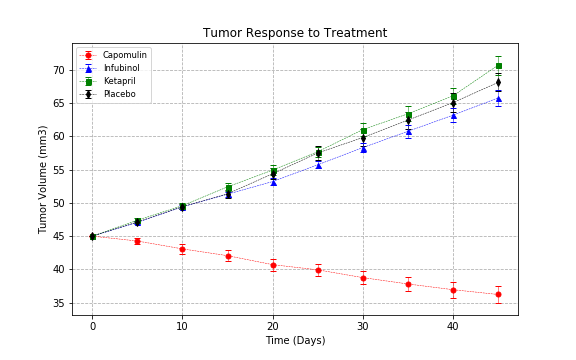 Tumor Response to Treatment
Capomulin
Infubinol
Ketapril
Placebo
70
65
60
55
50
45
40
35
Tumor Volume (mm3)
0
10
20
30
40
Time (Days)